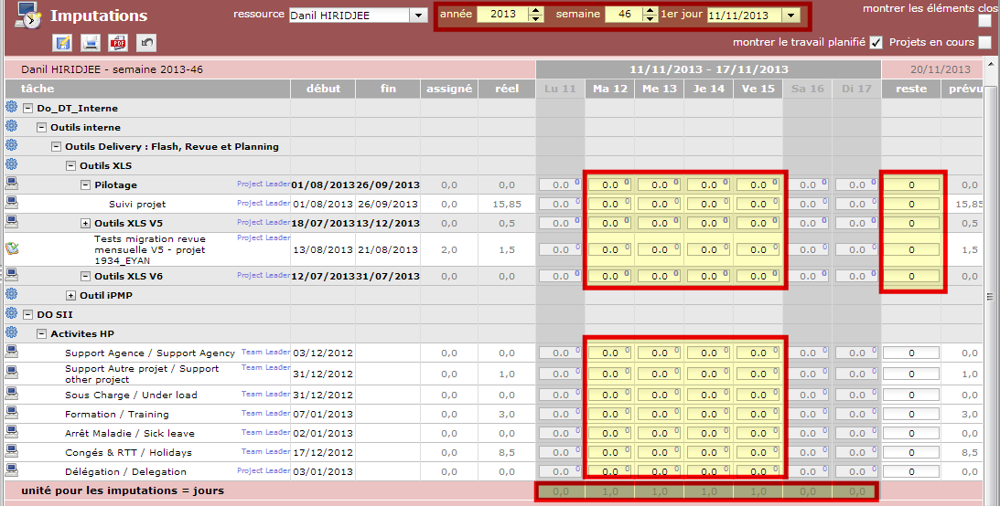 Imputations
ressource Danil HIRIDJEE année 2013 semaine 46 1er jour 11/11/2013
montrer les éléments clos
montrer le travail planifié Projets en cours
PDF
Danil HIRIDJEE - semaine 2013-46 11/11/2013 - 17/11/2013 20/11/2013
tâche début fin assigné réel Lu 11 Ma 12 Me 13 Je 14 Ve 15 Sa 16 Di 17 reste prévu
Do_DT_Interne
Outils interne
Outils Delivery : Flash, Revue et Planning
Outils XLS
Pilotage Project Leader 01/08/2013 26/09/2013 0,0 0,0 0.0 0 0.0 0 0.0 0 0.0 0 0.0 0 0.0 0 0.0 0 0 0,0
Suivi projet Project Leader 01/08/2013 26/09/2013 0,0 15,85 0.0 0 0.0 0 0.0 0 0.0 0 0.0 0 0.0 0 0.0 0 0 15,85
Outils XLS V5 Project Leader 18/07/2013 13/12/2013 0,0 0,5 0.0 0 0.0 0 0.0 0 0.0 0 0.0 0 0.0 0 0.0 0 0 0,5
Tests migration revue Project Leader
mensuelle V5 - projet 13/08/2013 21/08/2013 2,0 1,5 0.0 0 0.0 0 0.0 0 0.0 0 0.0 0 0.0 0 0.0 0 0 1,5
1934_EYAN
Outils XLS V6 Project Leader 12/07/2013 31/07/2013 0,0 0,0 0.0 0 0.0 0 0.0 0 0.0 0 0.0 0 0.0 0 0.0 0 0 0,0
Outil iPMP
DO SII
Activites HP
Support Agence / Support Agency Team Leader 03/12/2012 0,0 0,0 0.0 0 0.0 0 0.0 0 0.0 0 0.0 0 0.0 0 0.0 0 0 0,0
Support Autre projet / Support Team Leader
other project 31/12/2012 0,0 1,0 0.0 0 0.0 0 0.0 0 0.0 0 0.0 0 0.0 0 0.0 0 0 1,0
Sous Charge / Under load Team Leader 31/12/2012 0,0 0,0 0.0 0 0.0 0 0.0 0 0.0 0 0.0 0 0.0 0 0.0 0 0 0,0
Formation / Training Team Leader 07/01/2013 0,0 3,0 0.0 0 0.0 0 0.0 0 0.0 0 0.0 0 0.0 0 0.0 0 0 3,0
Arrêt Maladie / Sick leave Team Leader 02/01/2013 0,0 0,0 0.0 0 0.0 0 0.0 0 0.0 0 0.0 0 0.0 0 0.0 0 0 0,0
Congés & RTT / Holidays Team Leader 17/12/2012 0,0 8,5 0.0 0 0.0 0 0.0 0 0.0 0 0.0 0 0.0 0 0.0 0 0 8,5
Délégation / Delegation Project Leader 03/01/2013 0,0 0,0 0.0 0 0.0 0 0.0 0 0.0 0 0.0 0 0.0 0 0.0 0 0 0,0
unité pour les imputations = jours 0,0 1,0 1,0 1,0 1,0 0,0 0,0